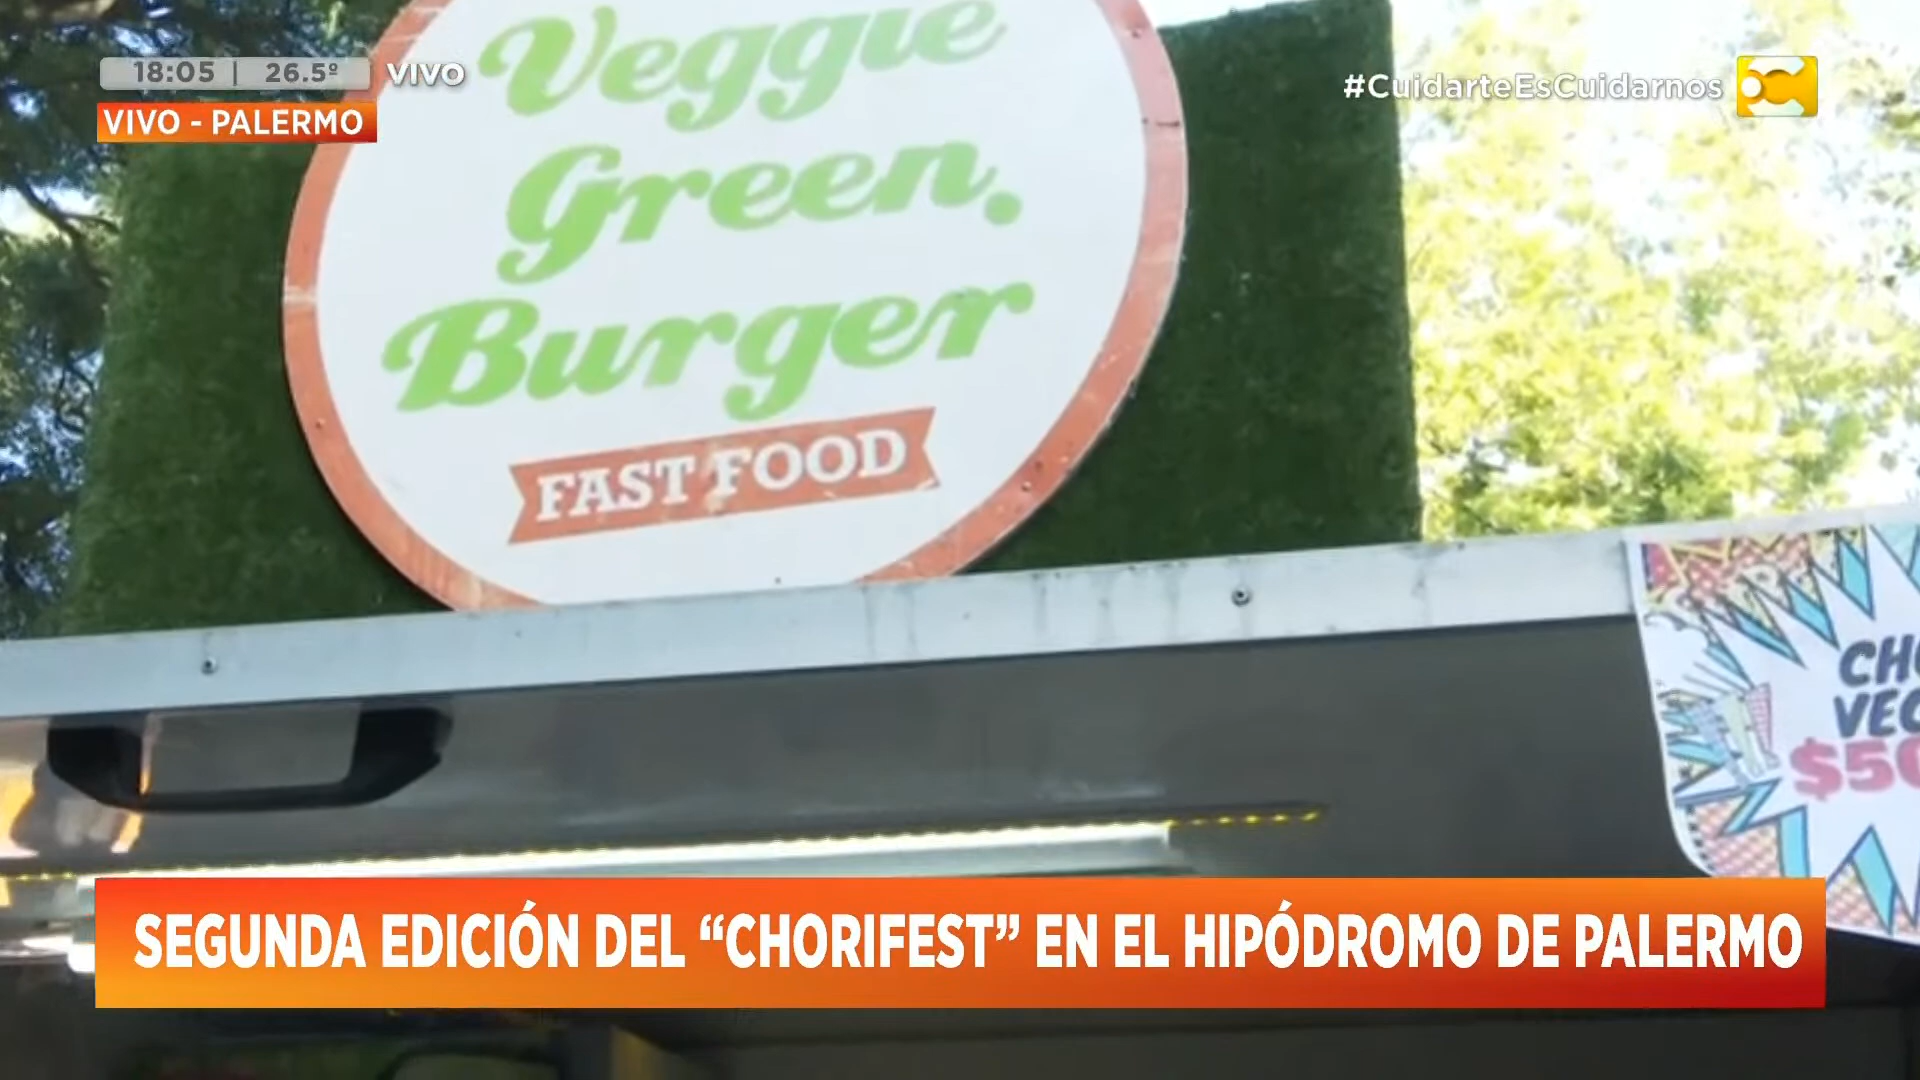 18:05 | 26.5º
VIVO
#CuidarteEsCuidarnos
VIVO - PALERMO
Veggie
Green.
Burger
FAST FOOD
SEGUNDA EDICIÓN DEL “CHORIFEST” EN EL HIPÓDROMO DE PALERMO